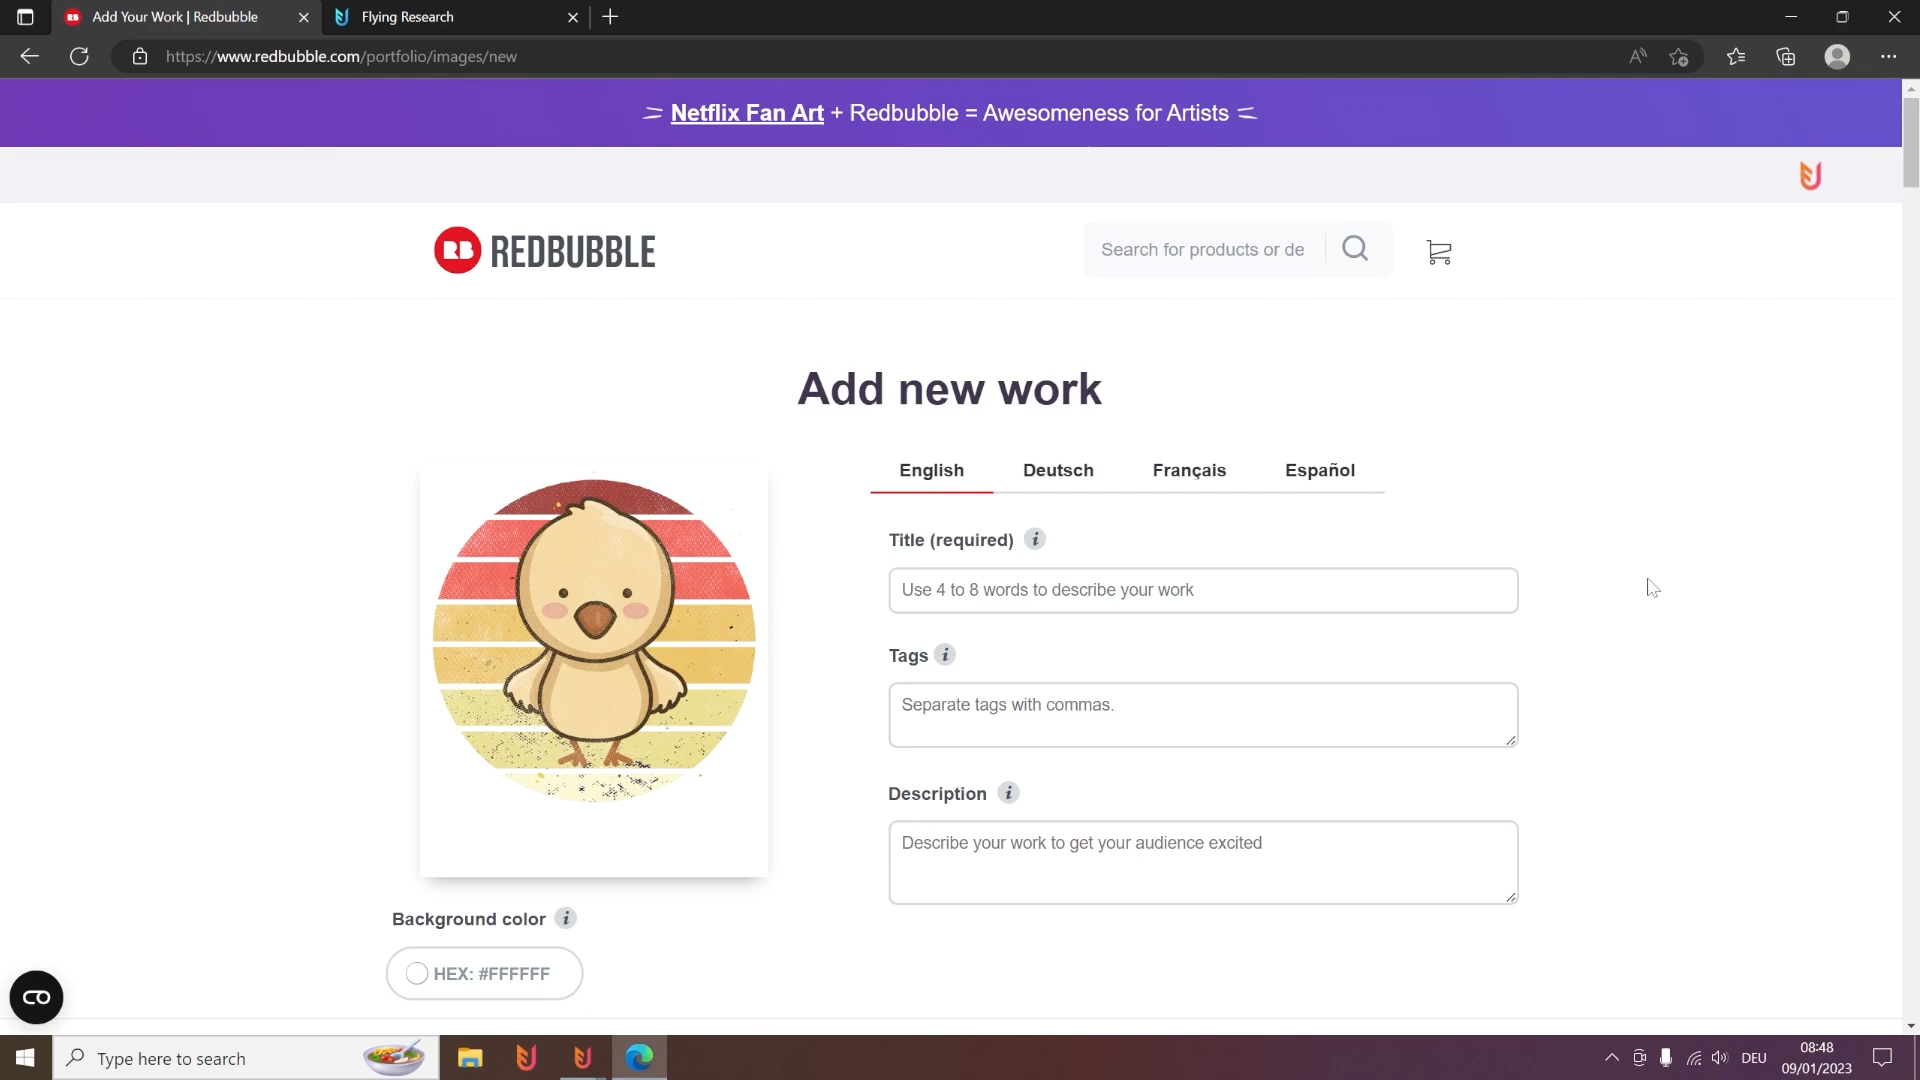 Add Your Work | Redbubble
Flying Research
https://www.redbubble.com/portfolio/images/new
Netflix Fan Art + Redbubble = Awesomeness for Artists
RB REDBUBBLE
Search for products or de
Add new work
English Deutsch Français Español
Title (required) i
Use 4 to 8 words to describe your work
Tags i
Separate tags with commas.
Description i
Describe your work to get your audience excited
Background color i
HEX: #FFFFFF
Type here to search
DEU
08:48
09/01/2023